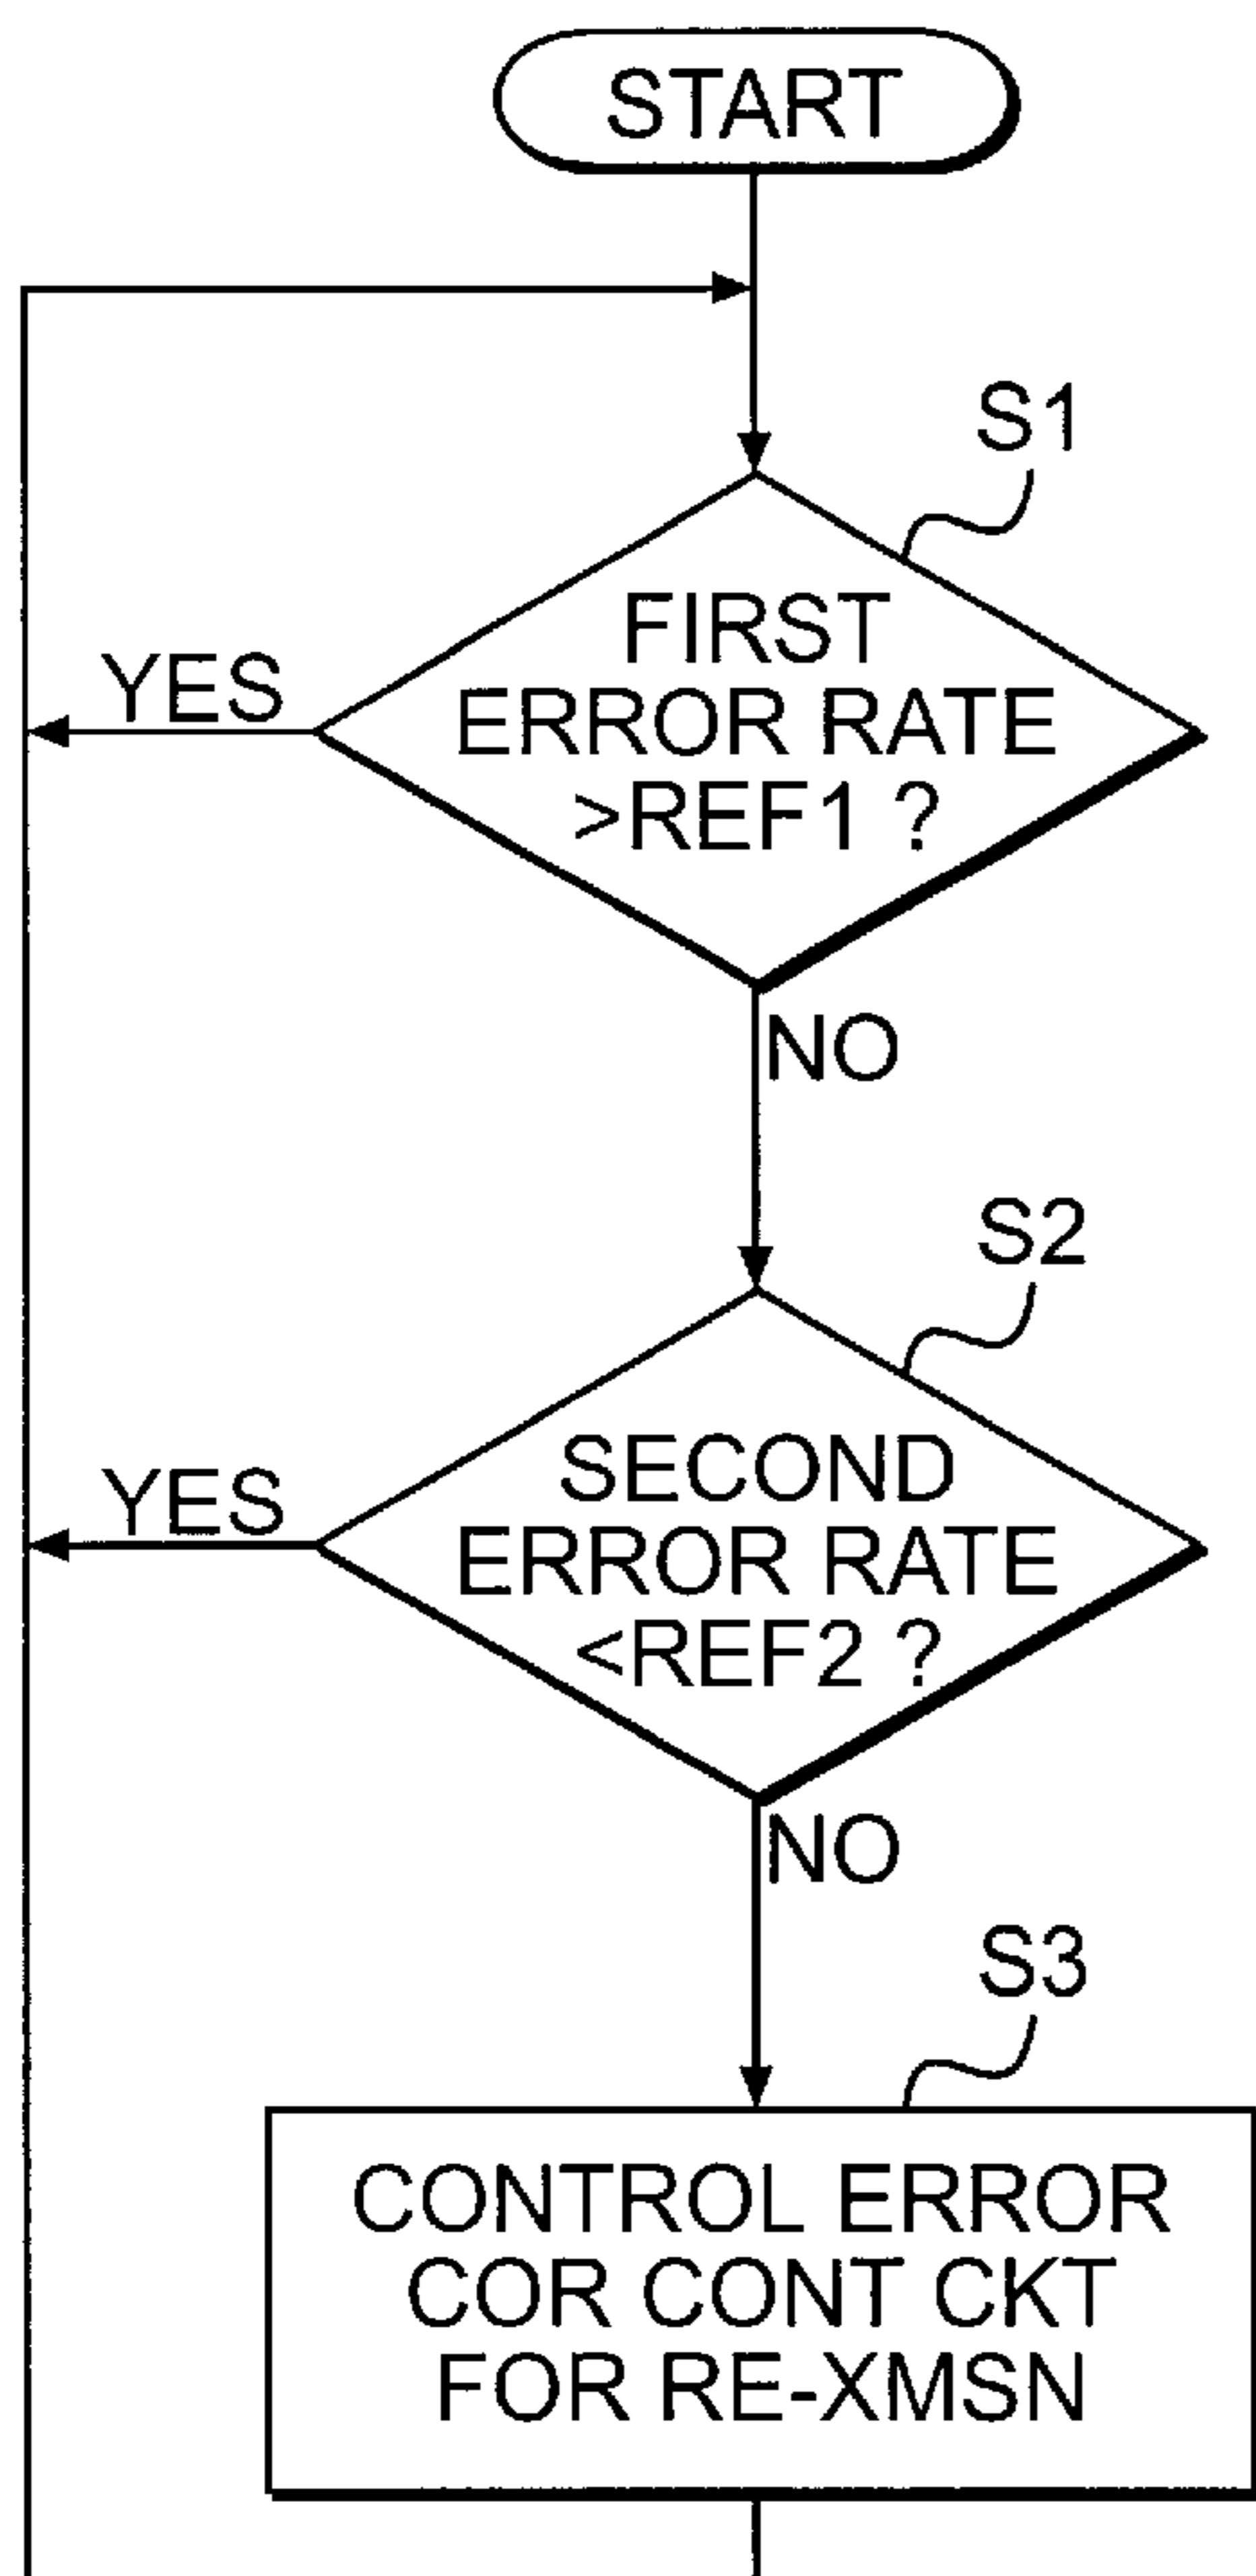 START
S1
FIRST
ERROR RATE
>REF1 ?
YES
NO
S2
SECOND
ERROR RATE
<REF2 ?
YES
NO
S3
CONTROL ERROR
COR CONT CKT
FOR RE-XMSN